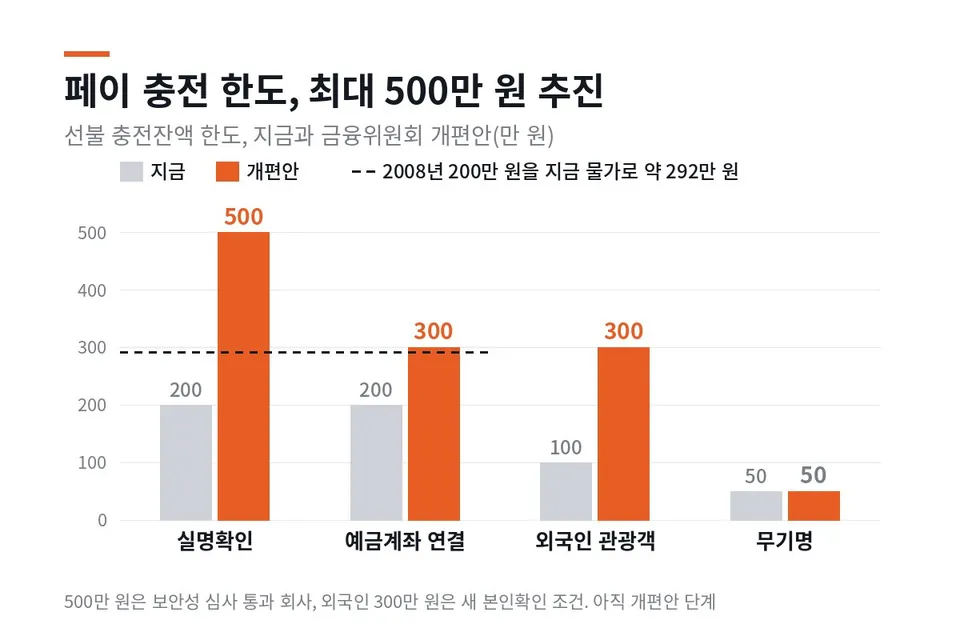 페이 충전 한도, 최대 500만 원 추진
선불 충전잔액 한도, 지금과 금융위원회 개편안(만 원)
지금 개편안 2008년 200만 원을 지금 물가로 약 292만 원
500
500
400
300
300
300
200
200
200
100
100
50
50
0
실명확인 예금계좌 연결 외국인 관광객 무기명
500만 원은 보안성 심사 통과 회사, 외국인 300만 원은 새 본인확인 조건. 아직 개편안 단계